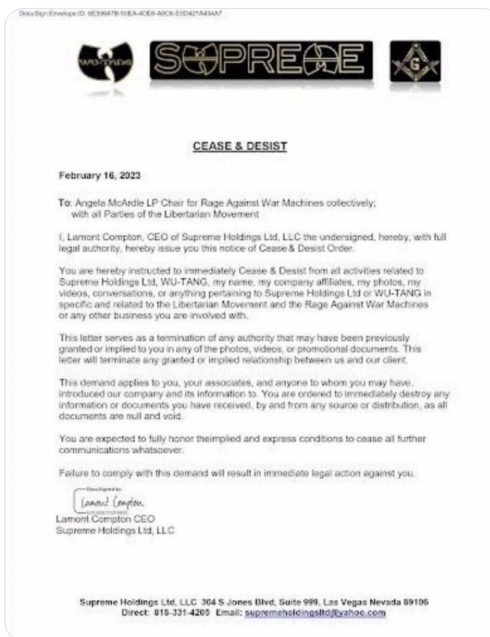 DocuSign Envelope ID:
WU-TANG
SUPREME
G
CEASE & DESIST
February 16, 2023
To: Angela McArdle LP Chair for Rage Against War Machines collectively;
with all Parties of the Libertarian Movement
I, Lamont Compton, CEO of Supreme Holdings Ltd, LLC the undersigned, hereby, with full
legal authority, hereby issue you this notice of Cease & Desist Order.
You are hereby instructed to immediately Cease & Desist from all activities related to
Supreme Holdings Ltd, WU-TANG, my name, my company affiliates, my photos, my
videos, conversations, or anything pertaining to Supreme Holdings Ltd or WU-TANG in
specific and related to the Libertarian Movement and the Rage Against War Machines
or any other business you are involved with.
This letter serves as a termination of any authority that may have been previously
granted or implied to you in any of the photos, videos, or promotional documents. This
letter will terminate any granted or implied relationship between us and our client.
This demand applies to you, your associates, and anyone to whom you may have,
introduced our company and its information to. You are ordered to immediately destroy any
information or documents you have received, by and from any source or distribution, as all
documents are null and void.
You are expected to fully honor theimplied and express conditions to cease all further
communications whatsoever.
Failure to comply with this demand will result in immediate legal action against you.
DocuSigned by:
Lamont Compton
Lamont Compton CEO
Supreme Holdings Ltd, LLC
Supreme Holdings Ltd, LLC 304 S Jones Blvd, Suite 999, Las Vegas Nevada 89106
Direct: 818-331-4205 Email: supremeholdingsltd@yahoo.com